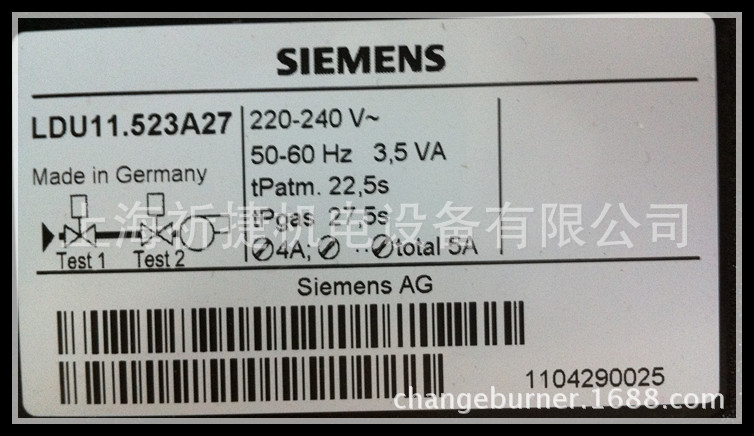 SIEMENS
LDU11.523A27
220-240 V~
50-60 Hz 3,5 VA
Made in Germany
tPatm. 22,5s
tPgas 27,5s
上海祈捷机电设备有限公司
Test 1 Test 2
4A; ·· total 5A
Siemens AG
1104290025
changeburner.1688.com